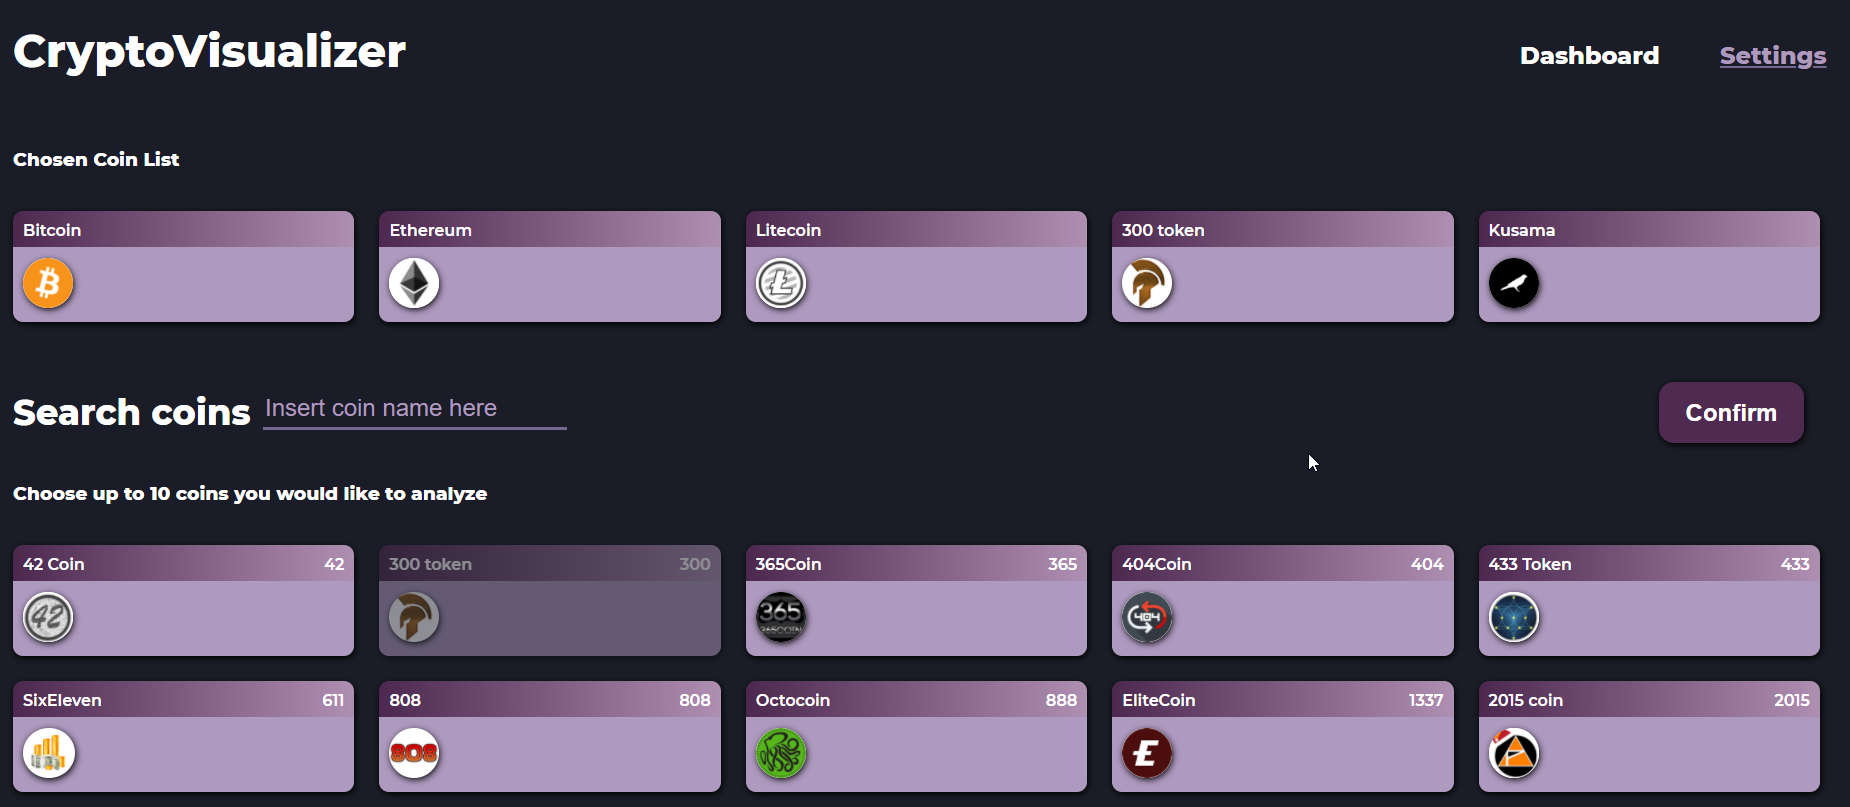 CryptoVisualizer
Dashboard Settings
Chosen Coin List
Bitcoin Ethereum Litecoin 300 token Kusama
Search coins Insert coin name here Confirm
Choose up to 10 coins you would like to analyze
42 Coin 42 300 token 300 365Coin 365 404Coin 404 433 Token 433
42 365 404
365COIN
SixEleven 611 808 808 Octocoin 888 EliteCoin 1337 2015 coin 2015
808